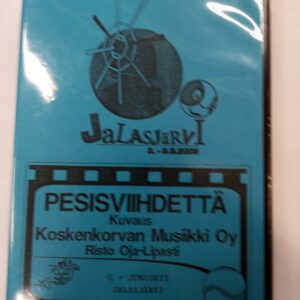 JaLaSJäRVI
PESISVIIHDETTÄ
Kuvaus
Koskenkorvan Musiikki Oy
Risto Oja-Lipasti
G - JUNIORIT
JALASJÄRVI